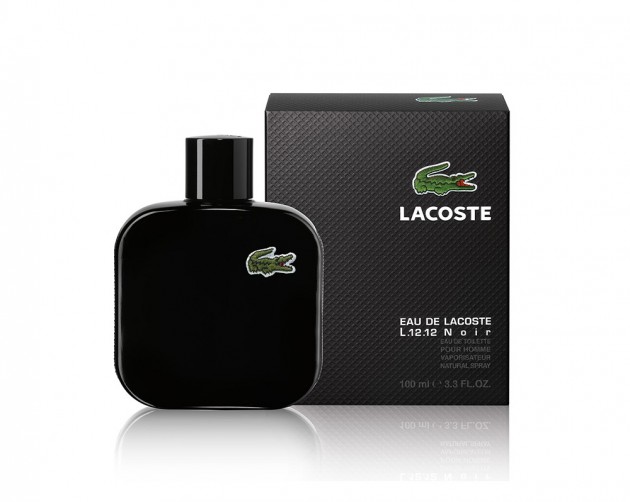 LACOSTE
EAU DE LACOSTE
L.12.12 Noir
EAU DE TOILETTE
POUR HOMME
VAPORISATEUR
NATURAL SPRAY
100 ml e 3.3 FL.OZ.